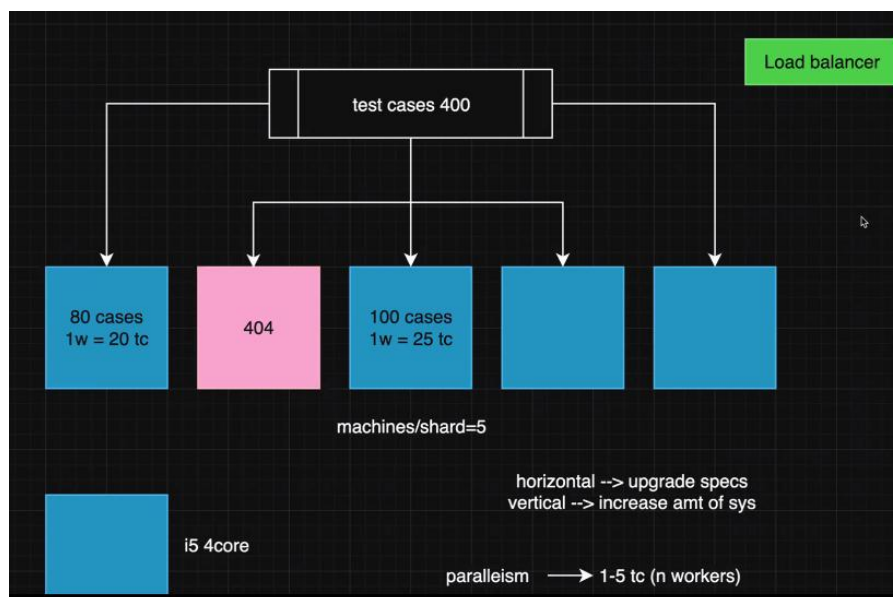 Load balancer
test cases 400
80 cases
1w = 20 tc
404
100 cases
1w = 25 tc
machines/shard=5
horizontal --> upgrade specs
vertical --> increase amt of sys
i5 4core
paralleism
1-5 tc (n workers)